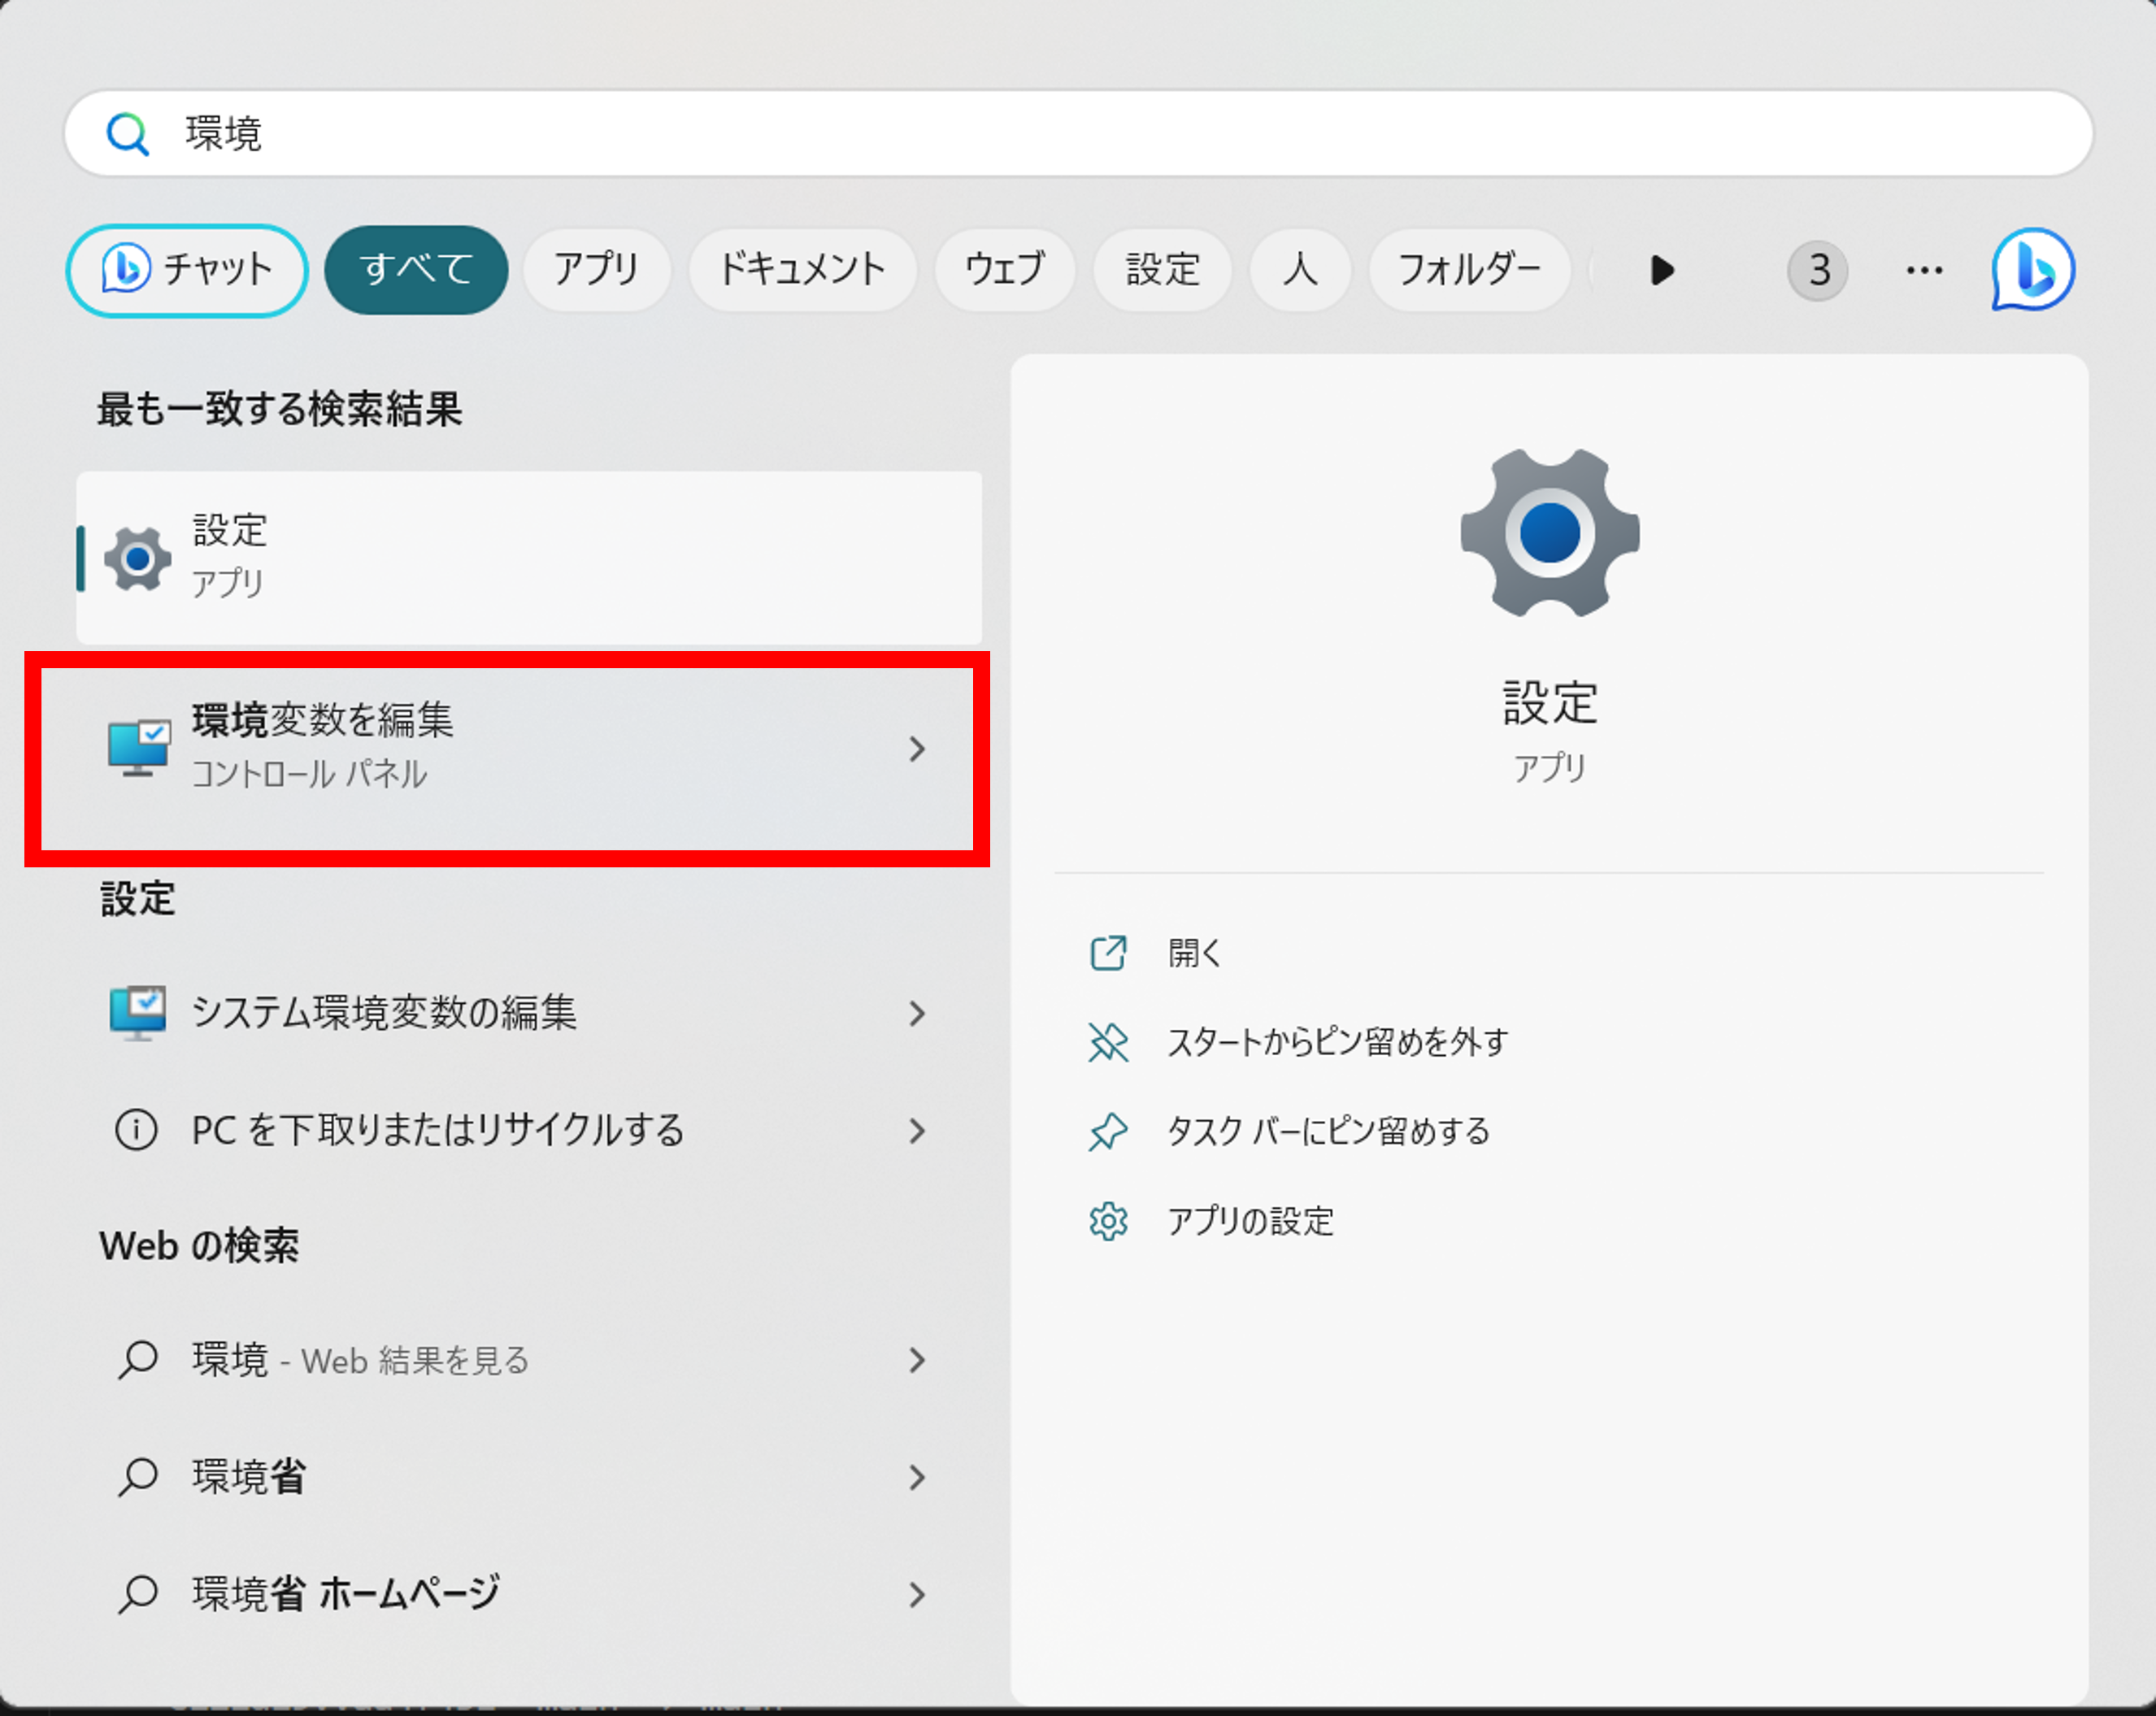 環境
チャット すべて アプリ ドキュメント ウェブ 設定 人 フォルダー 3 ...
最も一致する検索結果
設定
アプリ
環境変数を編集
コントロール パネル
設定
システム環境変数の編集
PC を下取りまたはリサイクルする
Web の検索
環境 - Web 結果を見る
環境省
環境省 ホームページ
設定
アプリ
開く
スタートからピン留めを外す
タスク バーにピン留めする
アプリの設定